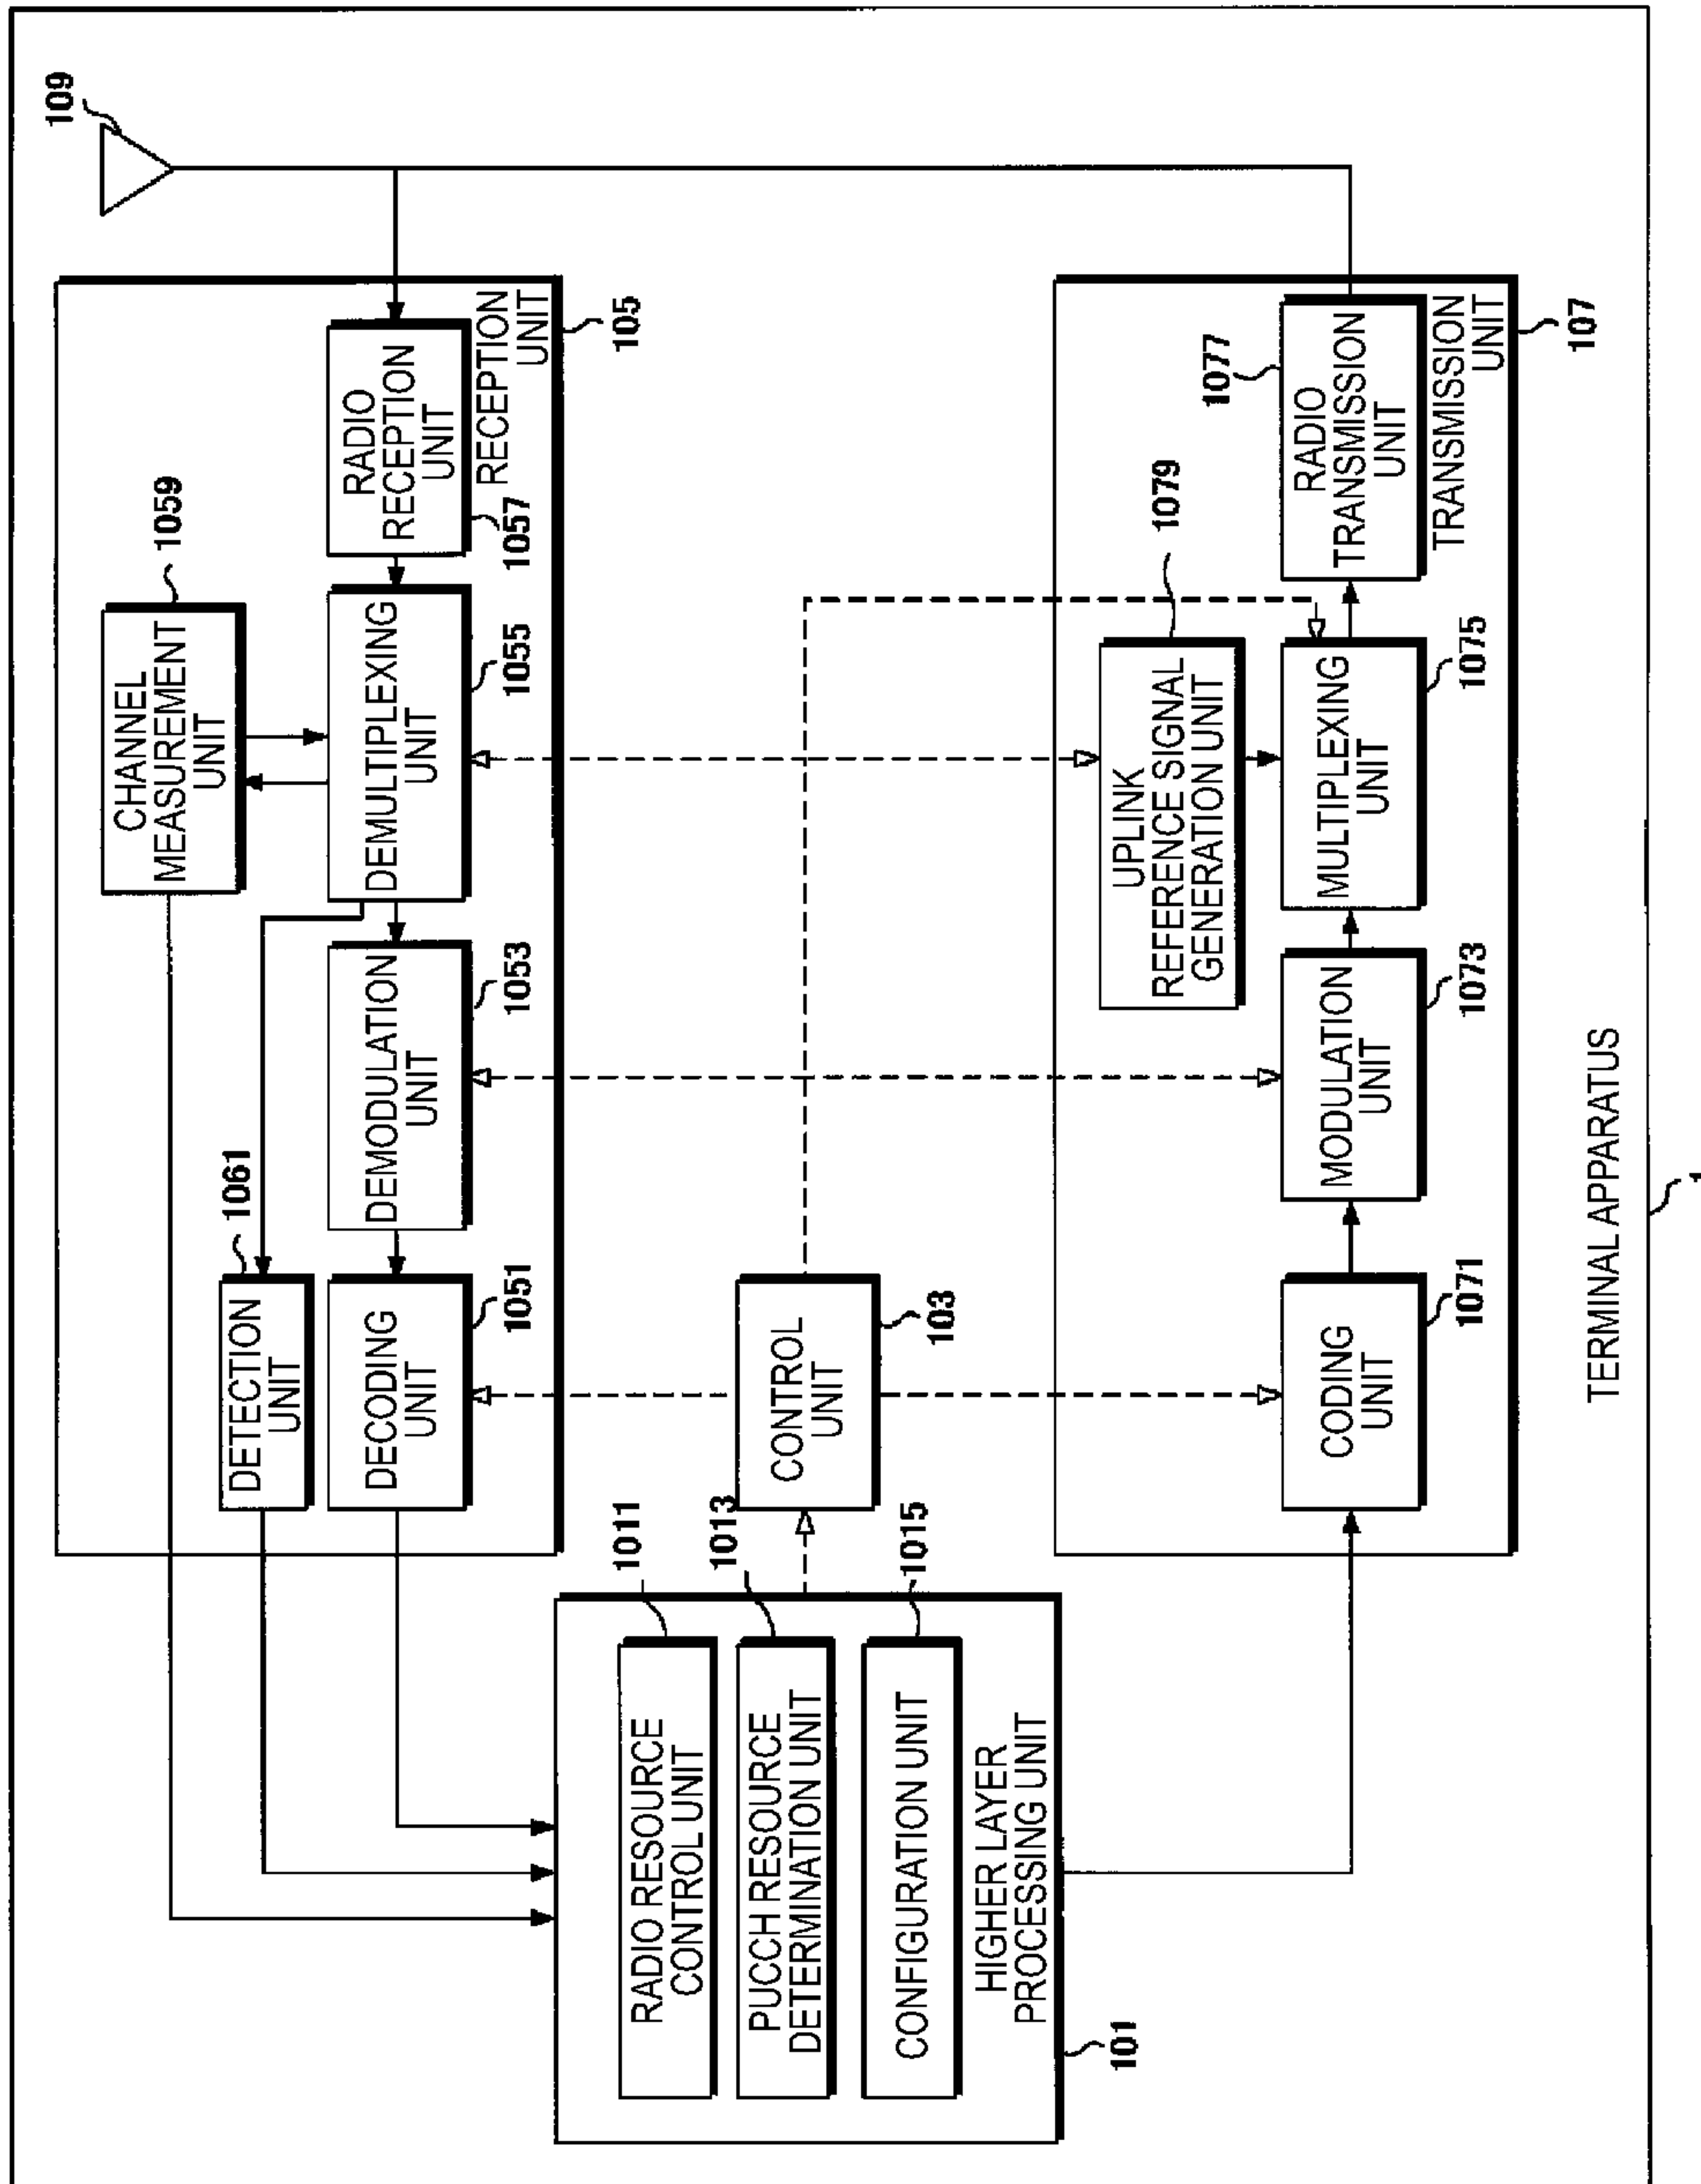 109
CHANNEL
MEASUREMENT
UNIT
1059
RADIO
RECEPTION
UNIT
1057
RECEPTION
UNIT
105
DEMULTIPLEXING
UNIT
1055
DEMODULATION
UNIT
1053
DETECTION
UNIT
1061
DECODING
UNIT
1051
RADIO RESOURCE
CONTROL UNIT
1011
PUCCH RESOURCE
DETERMINATION UNIT
1013
CONFIGURATION UNIT
1015
HIGHER LAYER
PROCESSING UNIT
101
CONTROL
UNIT
103
UPLINK
REFERENCE SIGNAL
GENERATION UNIT
1079
CODING
UNIT
1071
MODULATION
UNIT
1073
MULTIPLEXING
UNIT
1075
RADIO
TRANSMISSION
UNIT
1077
TRANSMISSION
UNIT
107
TERMINAL APPARATUS
1